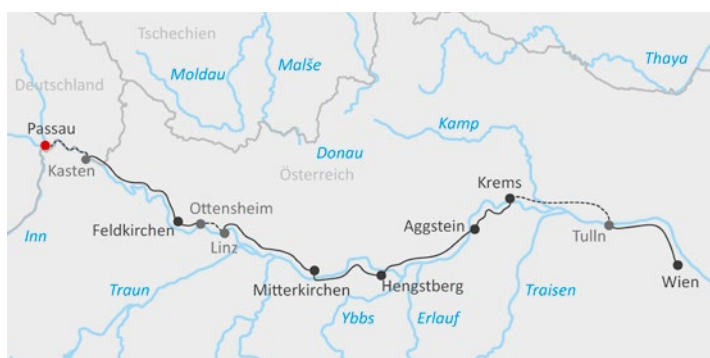 Tschechien
Moldau
Malše
Thaya
Deutschland
Passau
Kamp
Kasten
Donau
Österreich
Krems
Ottensheim
Inn
Feldkirchen
Linz
Aggstein
Tulln
Traun
Mitterkirchen
Hengstberg
Traisen
Wien
Ybbs
Erlauf